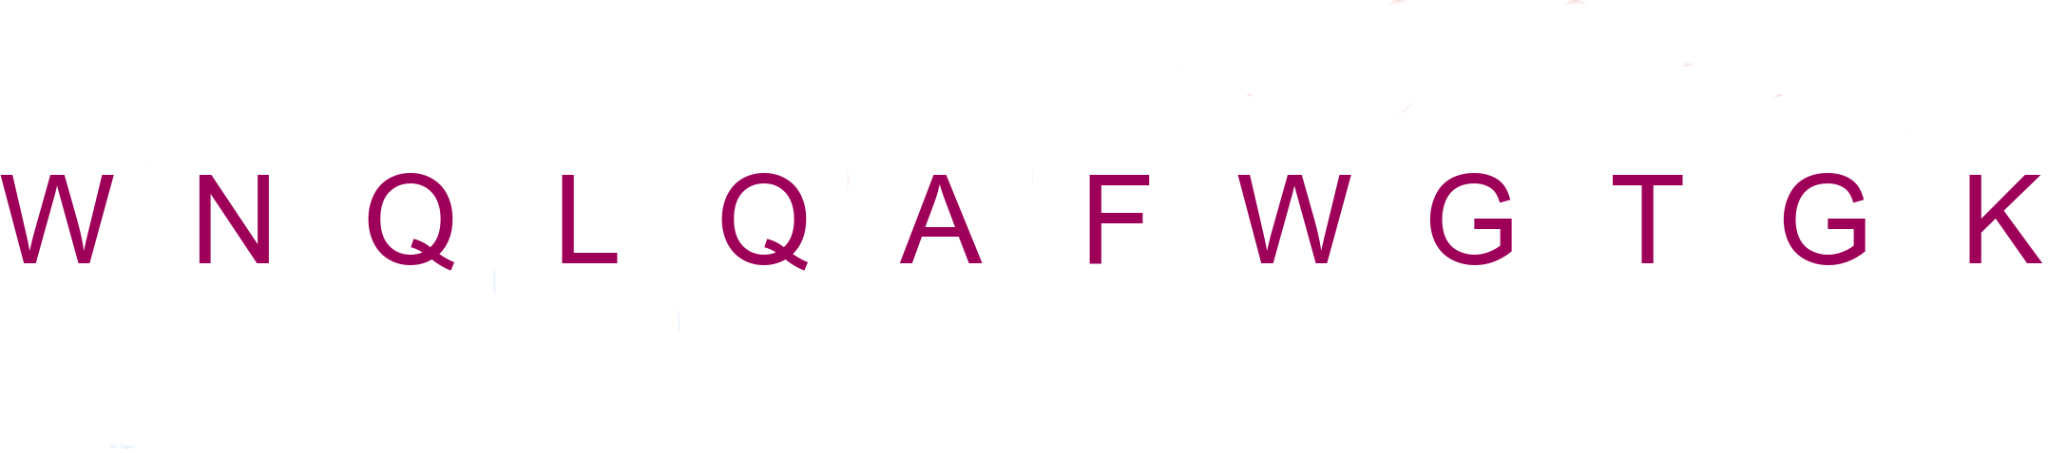 W N Q L Q A F W G T G K